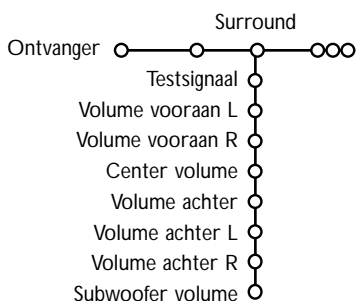 Surround
Ontvanger
Testsignaal
Volume vooraan L
Volume vooraan R
Center volume
Volume achter
Volume achter L
Volume achter R
Subwoofer volume